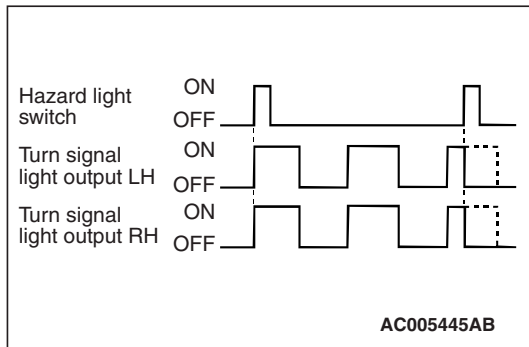 ON
Hazard light
switch
OFF
Turn signal
ON
light output LH
OFF
Turn signal
ON
light output RH
OFF
AC005445AB